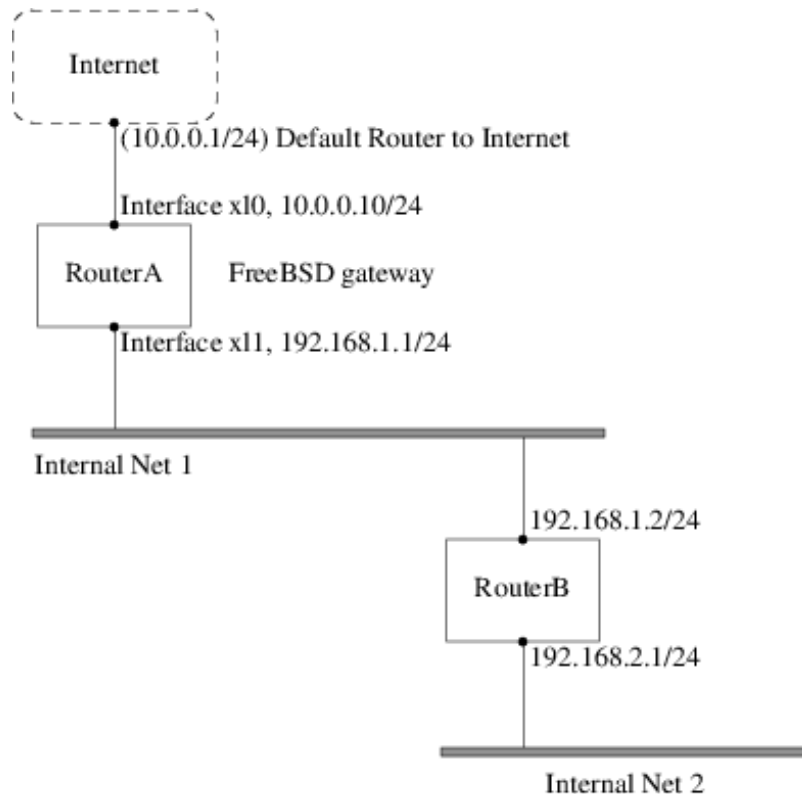 Internet
(10.0.0.1/24) Default Router to Internet
Interface xl0, 10.0.0.10/24
RouterA
FreeBSD gateway
Interface xl1, 192.168.1.1/24
Internal Net 1
192.168.1.2/24
RouterB
192.168.2.1/24
Internal Net 2